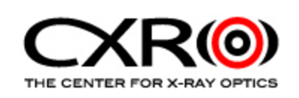 CXRO
THE CENTER FOR X-RAY OPTICS